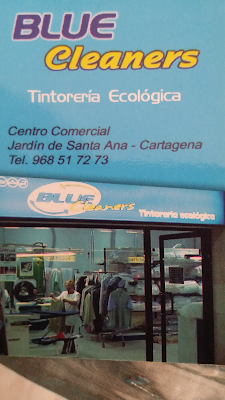 BLUE
Cleaners
Tintorería Ecológica
Centro Comercial
Jardín de Santa Ana - Cartagena
Tel. 968 51 72 73
BLUE
Cleaners
Tintorería ecológica